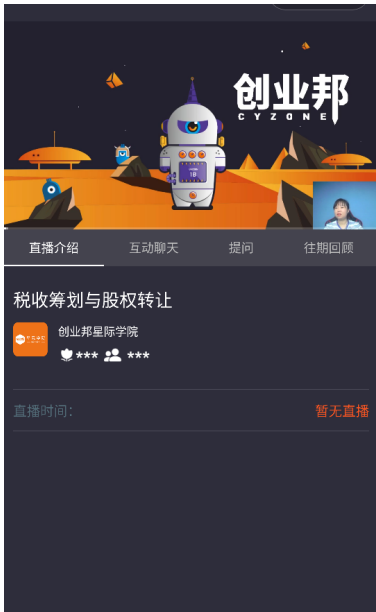 创业邦
CYZONE
直播介绍 互动聊天 提问 往期回顾
税收筹划与股权转让
创业邦星际学院
*** ***
直播时间：
暂无直播